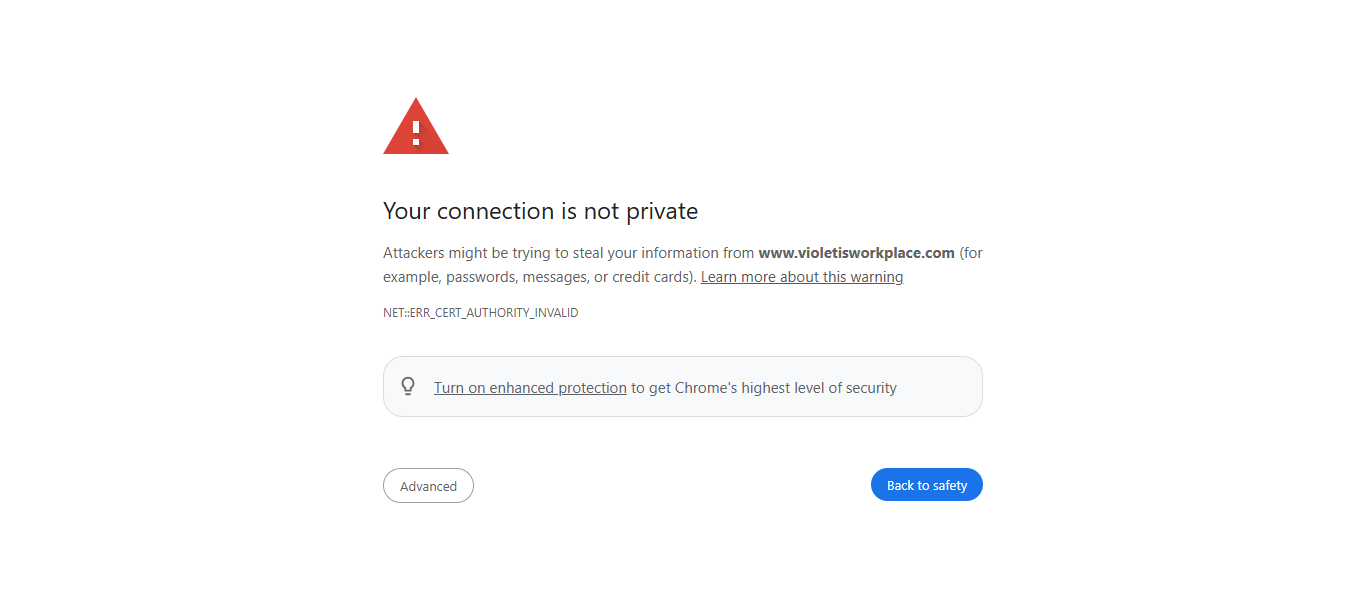 Your connection is not private
Attackers might be trying to steal your information from www.violetisworkplace.com (for
example, passwords, messages, or credit cards). Learn more about this warning
NET::ERR_CERT_AUTHORITY_INVALID
Turn on enhanced protection to get Chrome's highest level of security
Advanced
Back to safety